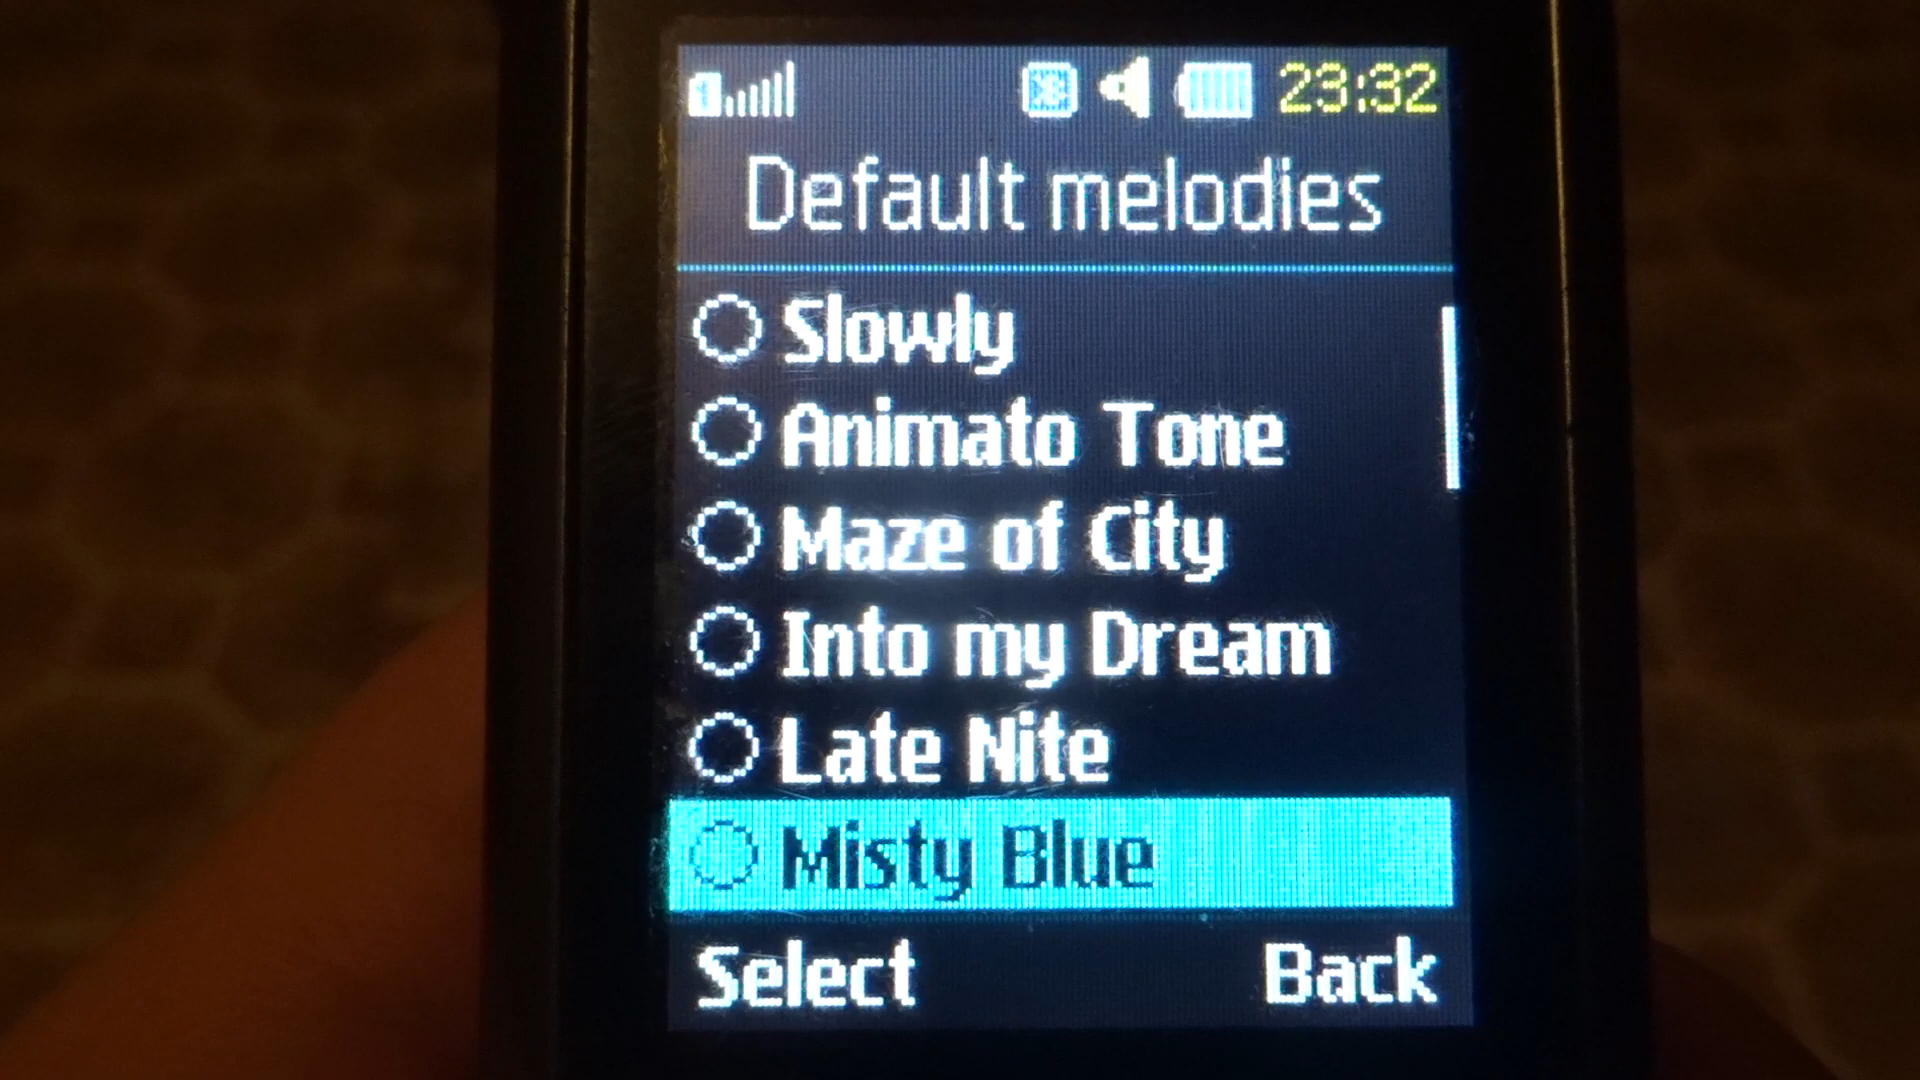 23:32
Default melodies
Slowly
Animato Tone
Maze of City
Into my Dream
Late Nite
Misty Blue
Select Back